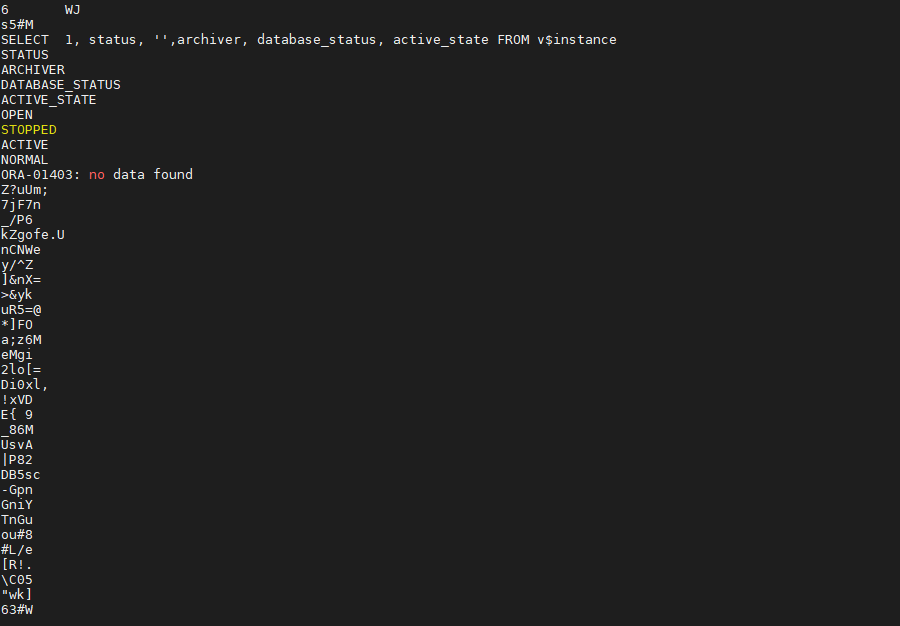 6       WJ
s5#M
SELECT  1, status, '',archiver, database_status, active_state FROM v$instance
STATUS
ARCHIVER
DATABASE_STATUS
ACTIVE_STATE
OPEN
STOPPED
ACTIVE
NORMAL
ORA-01403: no data found
Z?uUm;
7jF7n
_/P6
kZgofe.U
nCNWe
y/^Z
]&nX=
>&yk
uR5=@
*]FO
a;z6M
eMgi
2lo[=
Di0xl,
!xVD
E{ 9
_86M
UsvA
|P82
DB5sc
-Gpn
GniY
TnGu
ou#8
#L/e
[R!.
\C05
"wk]
63#W